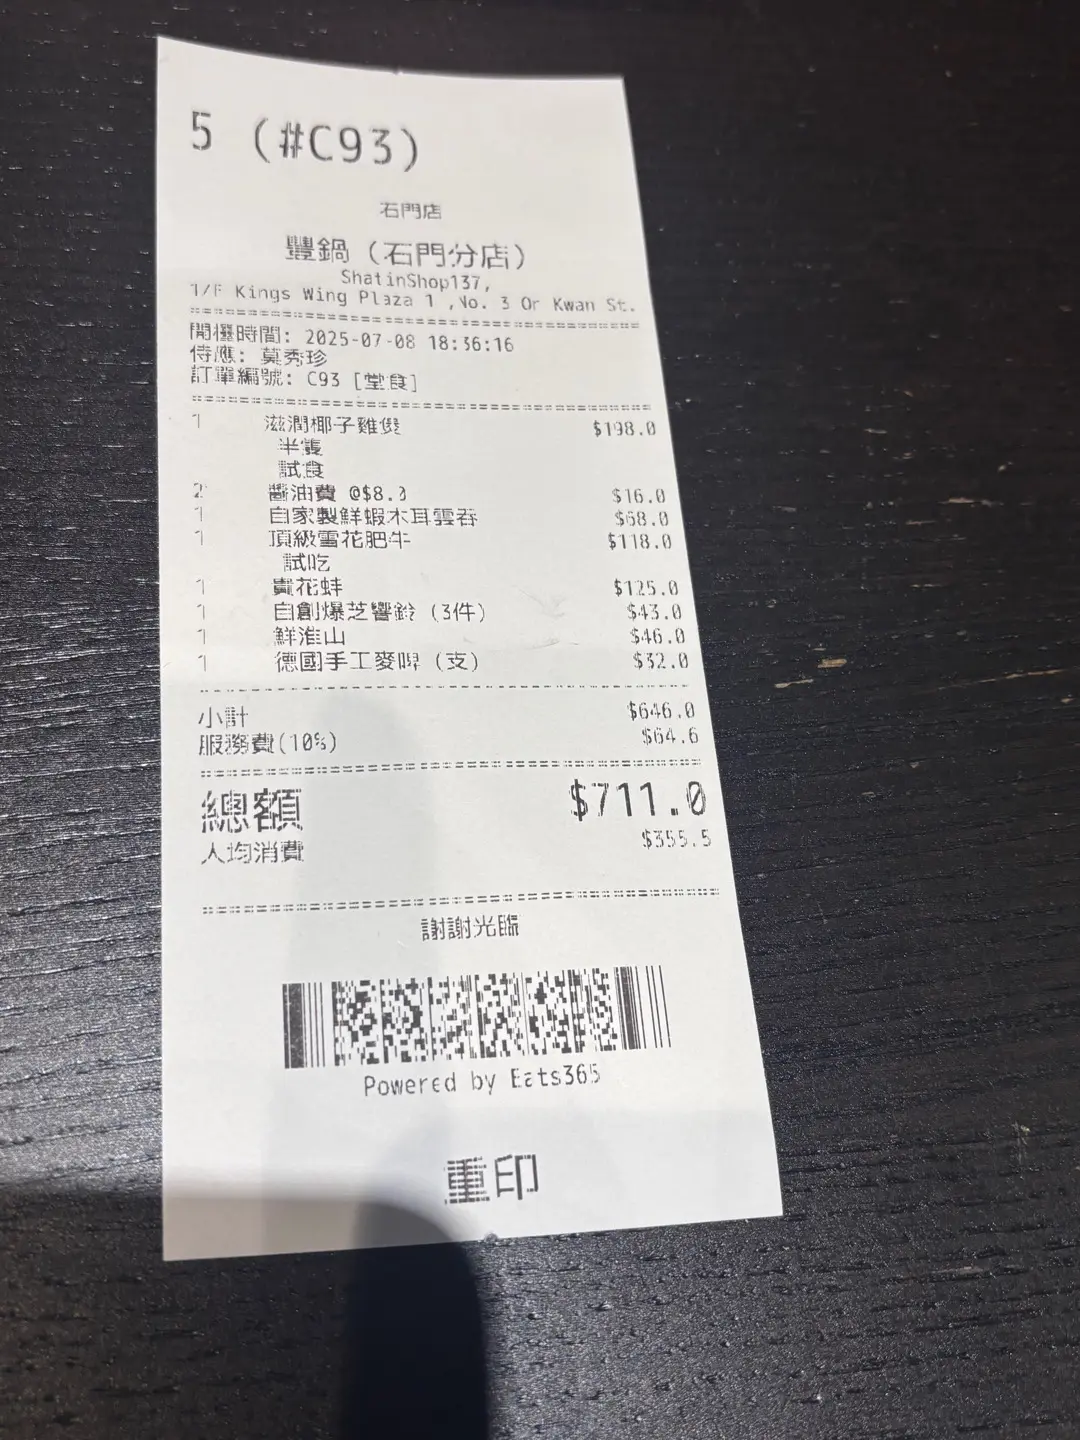 5 (#C93)
石門店
豐鍋 (石門分店)
ShatinShop137,
1/F Kings Wing Plaza 1 ,No. 3 On Kwan St.
開檯時間: 2025-07-08 18:36:16
侍應: 莫秀珍
訂單編號: C93 [堂食]
1 滋潤椰子雞煲 $198.0
半隻
試食
2 醬油費 @$8.0 $16.0
1 自家製鮮蝦木耳雲吞 $68.0
1 頂級雪花肥牛 $118.0
試吃
1 貴花蚌 $125.0
1 自創爆芝響鈴 (3件) $43.0
1 鮮淮山 $46.0
1 德國手工麥啤 (支) $32.0
小計 $646.0
服務費(10%) $64.6
總額 $711.0
人均消費 $355.5
謝謝光臨
Powered by Eats365
重印